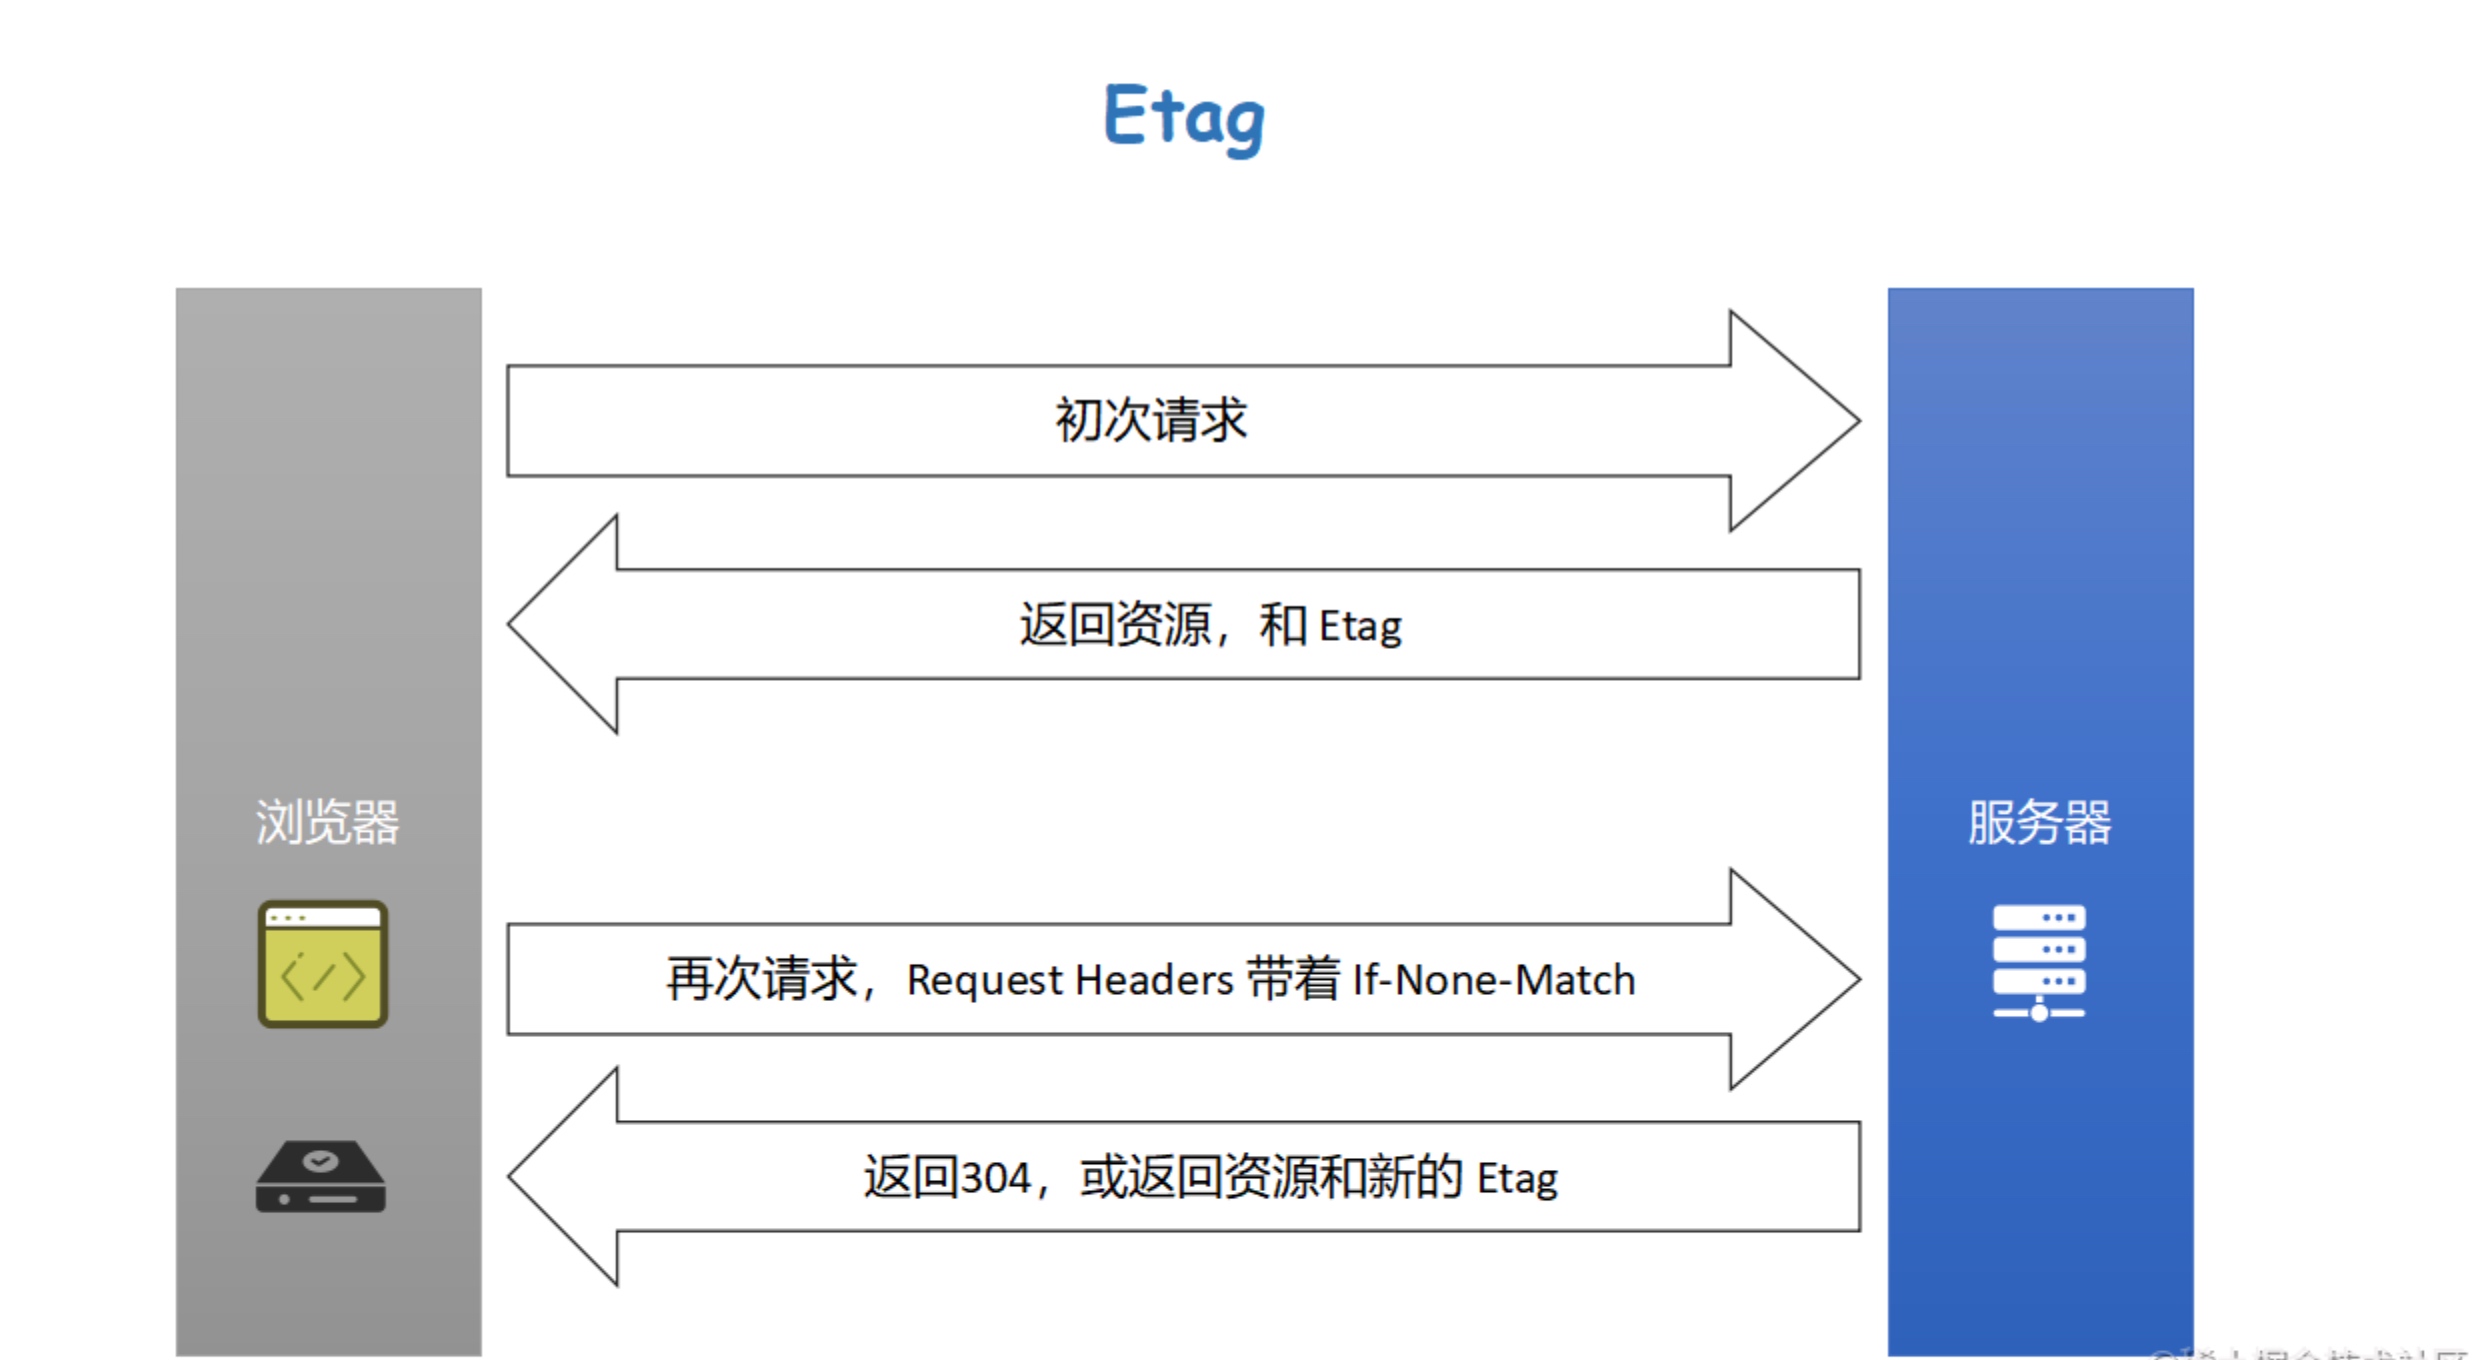 Etag
初次请求
返回资源，和 Etag
浏览器
服务器
再次请求，Request Headers 带着 If-None-Match
返回304，或返回资源和新的 Etag